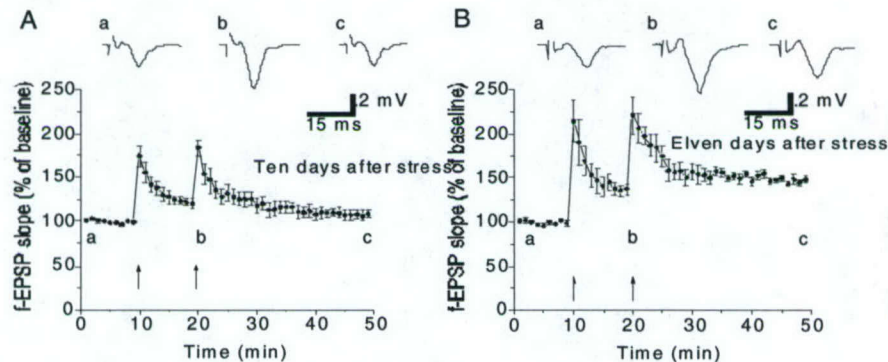 A
a b c
f-EPSP slope (% of baseline)
250
200
150
100
50
0
.2 mV
15 ms
Ten days after stress
a b c
0 10 20 30 40 50
Time (min)
B
a b c
f-EPSP slope (% of baseline)
250
200
150
100
50
0
.2 mV
15 ms
Elven days after stress
a b c
0 10 20 30 40 50
Time (min)